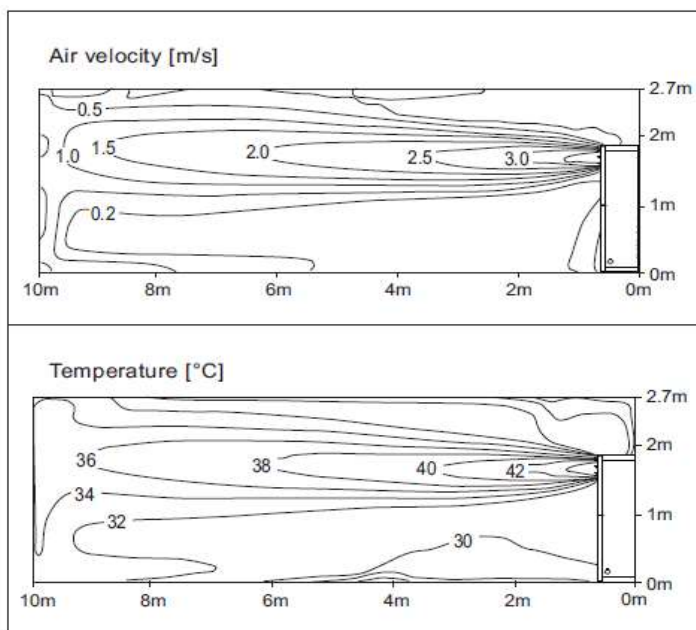 Air velocity [m/s]
2.7m
0.5
2m
1.0 1.5 2.0 2.5 3.0
0.2
1m
0m
10m 8m 6m 4m 2m 0m
Temperature [°C]
2.7m
2m
36 38 40 42
34
32
1m
30
0m
10m 8m 6m 4m 2m 0m